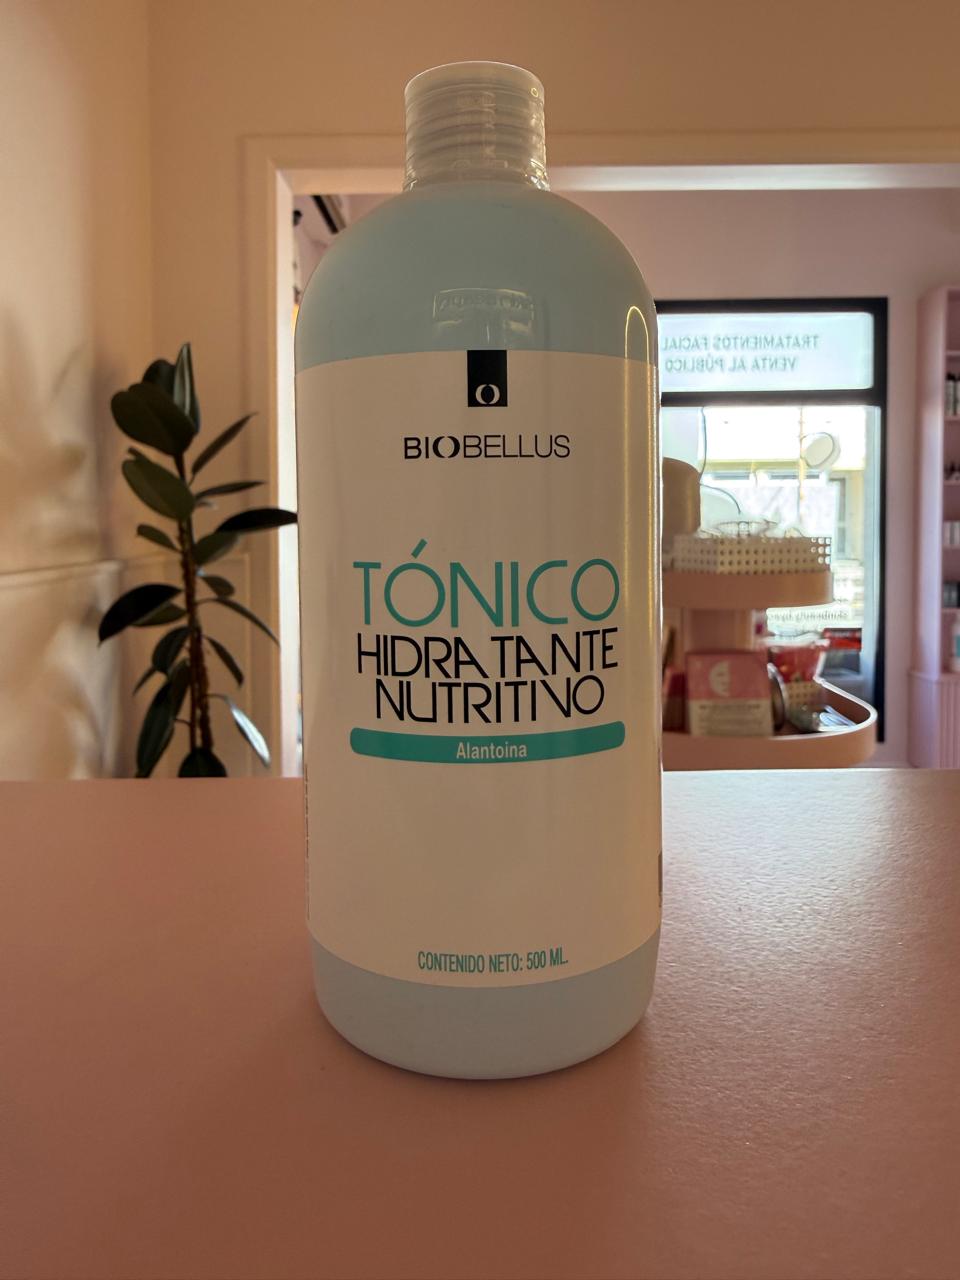 BIOBELLUS
TÓNICO
HIDRATANTE
NUTRITIVO
Alantoina
CONTENIDO NETO: 500 ML.
TRATAMIENTOS FACIAL
VENTA AL PÚBLICO